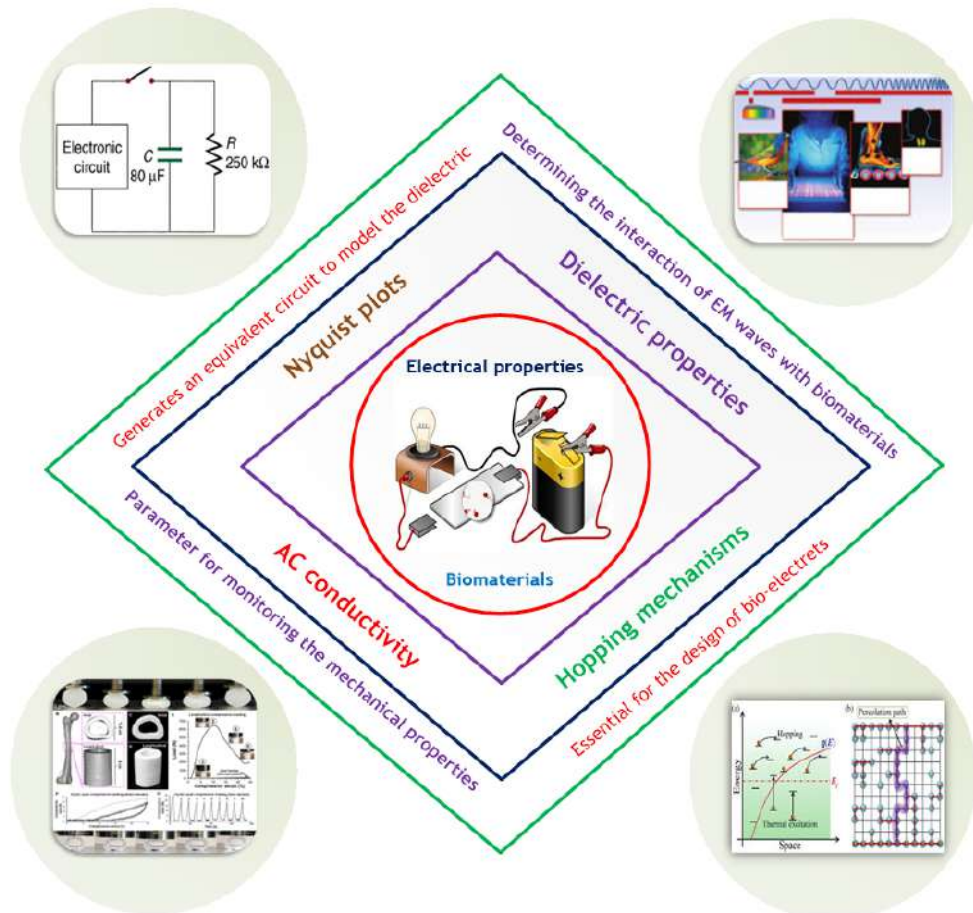 Electronic
circuit
C
80 µF
R
250 kΩ
Generates an equivalent circuit to model the dielectric
Determining the interaction of EM waves with biomaterials
Nyquist plots
Dielectric properties
Electrical properties
Biomaterials
AC conductivity
Hopping mechanisms
Parameter for monitoring the mechanical properties
Essential for the design of bio-electrets
(a)
Hopping
g(E)
Energy
Thermal exitation
Space
(b)
Percolation path